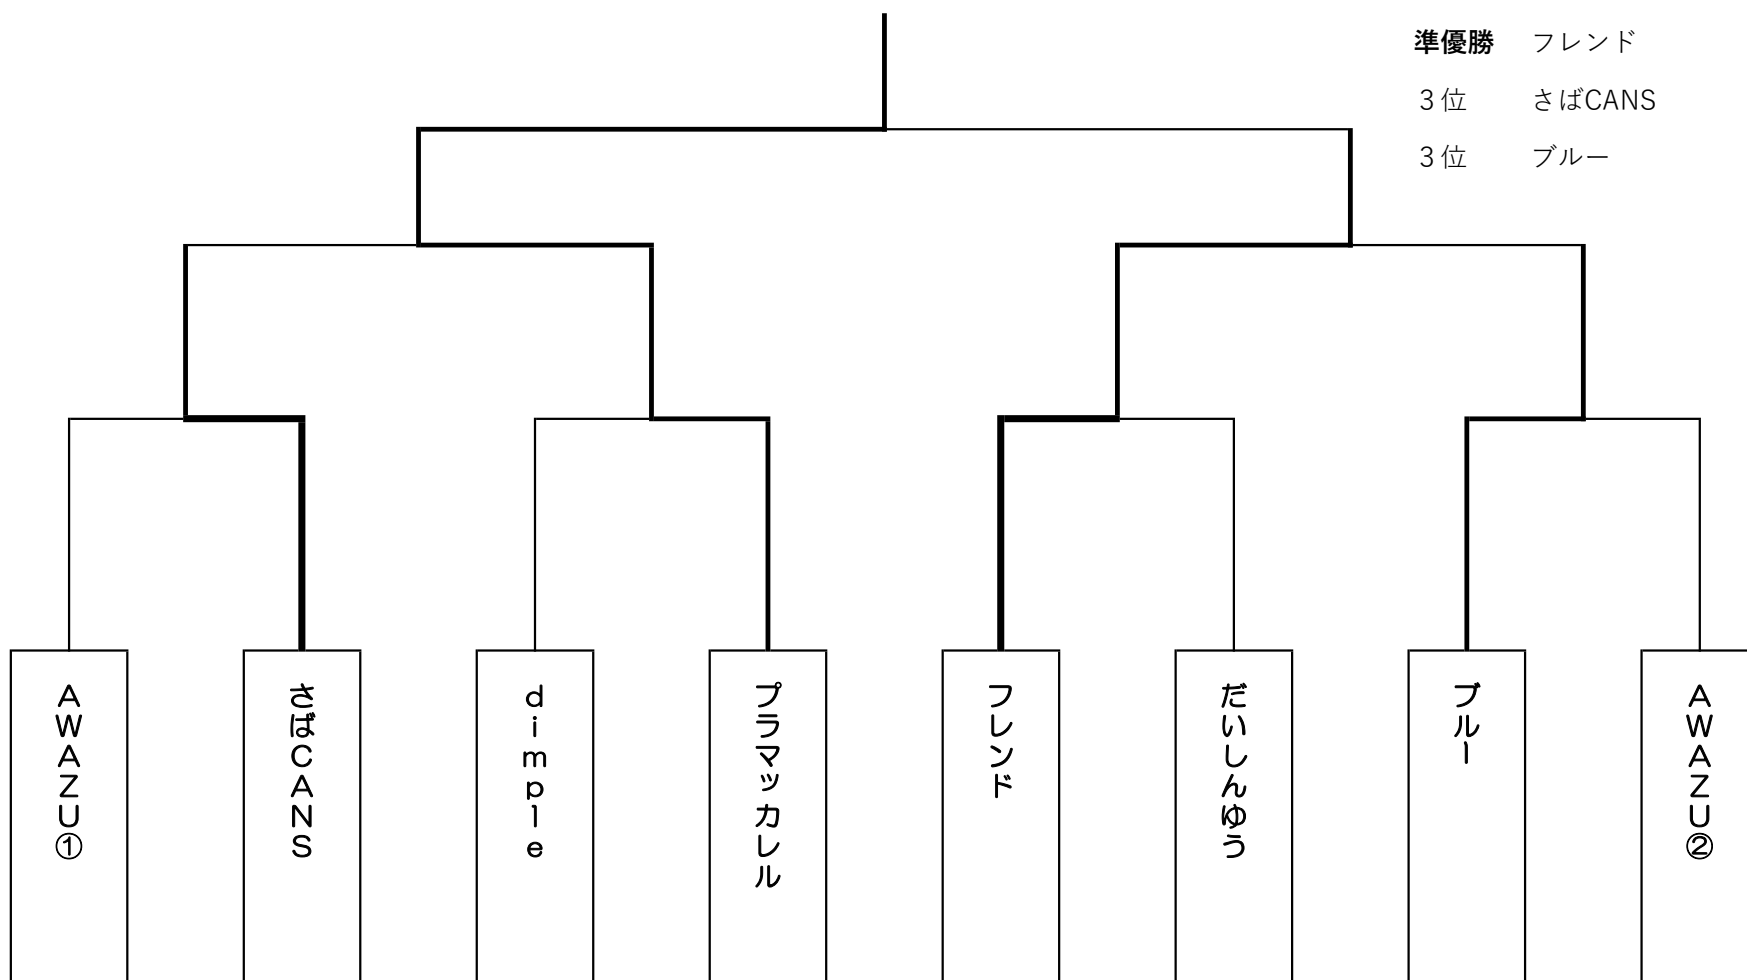 準優勝 フレンド
３位 さばCANS
３位 ブルー
ＡＷＡＺＵ①
さばＣＡＮＳ
ｄｉｍｐｌｅ
プラマッカレル
フレンド
だいしんゆう
ブルー
ＡＷＡＺＵ②